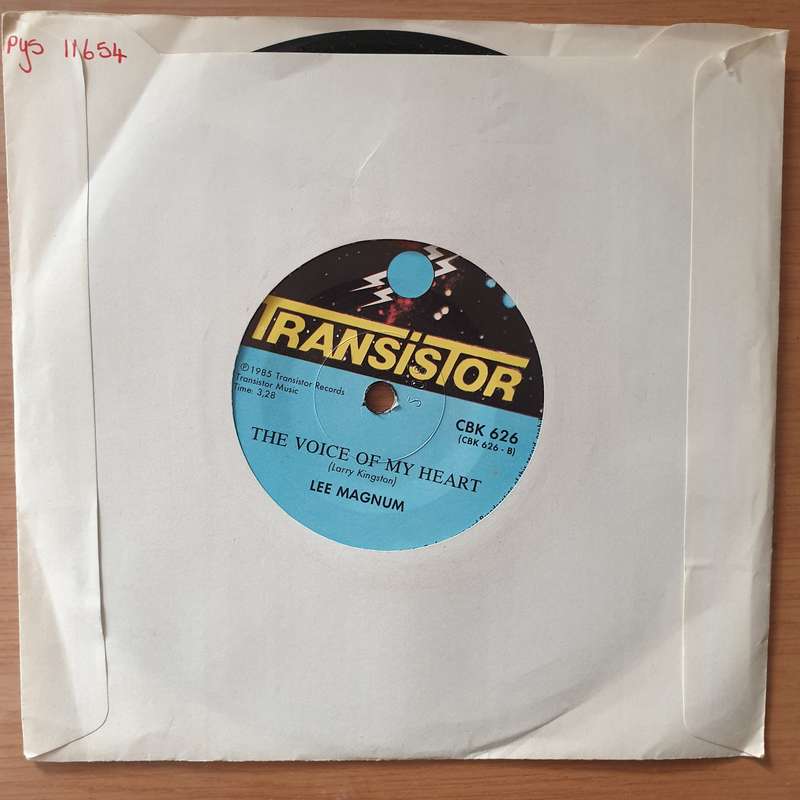 pys 11654
TRANSiSTOR
℗ 1985 Transistor Records
Transistor Music
Time: 3,28
CBK 626
(CBK 626 - B)
THE VOICE OF MY HEART
(Larry Kingston)
LEE MAGNUM